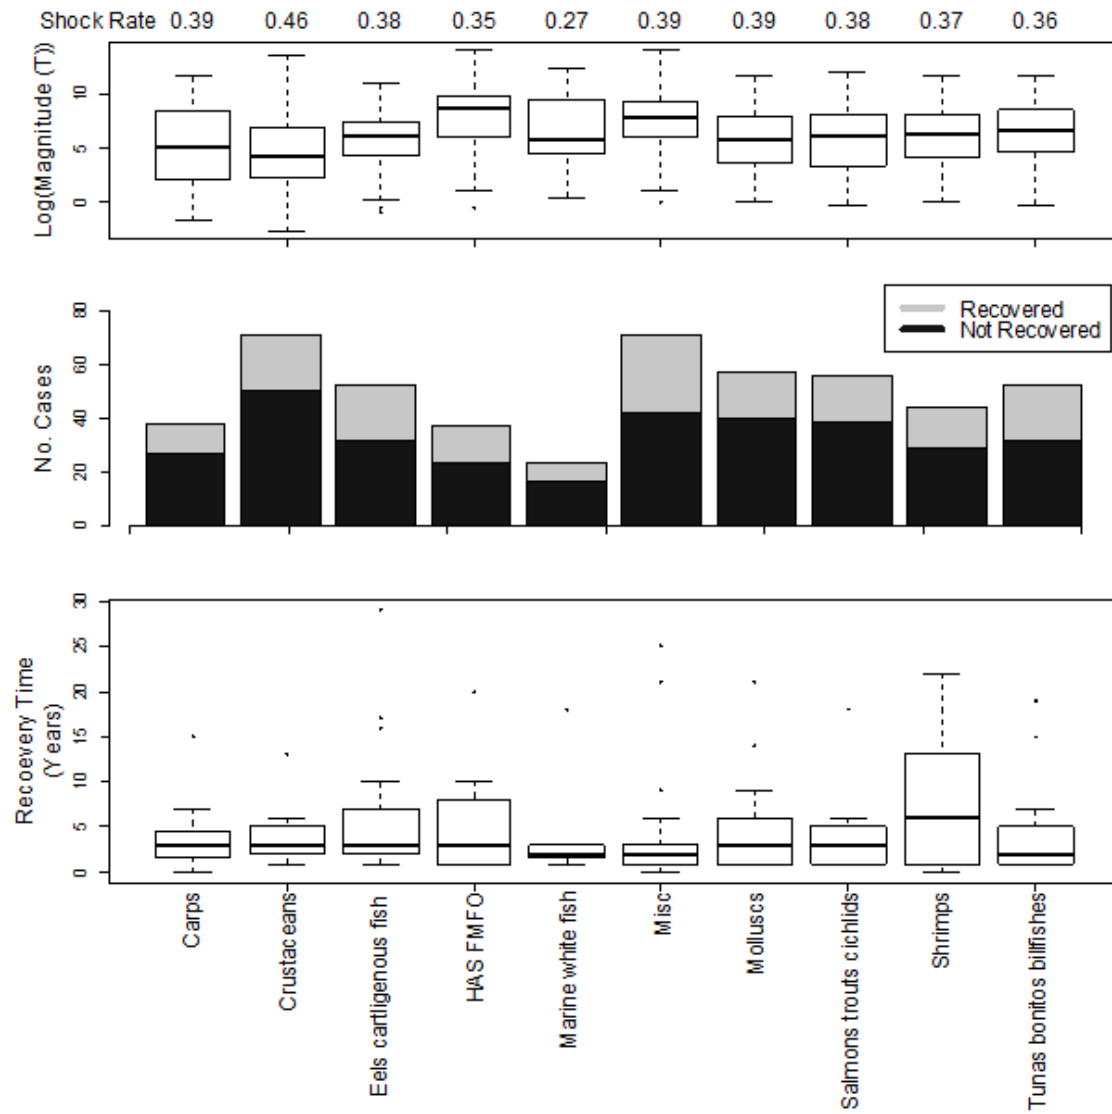 Shock Rate 0.39 0.46 0.38 0.35 0.27 0.39 0.39 0.38 0.37 0.36
Log(Magnitude (T))
10
5
0
No. Cases
80
60
40
20
0
Recovered
Not Recovered
Recoevery Time
(Years)
30
25
20
15
10
5
0
Carps
Crustaceans
Eels cartligenous fish
HAS FMFO
Marine white fish
Misc
Molluscs
Salmons trouts cichlids
Shrimps
Tunas bonitos billfishes